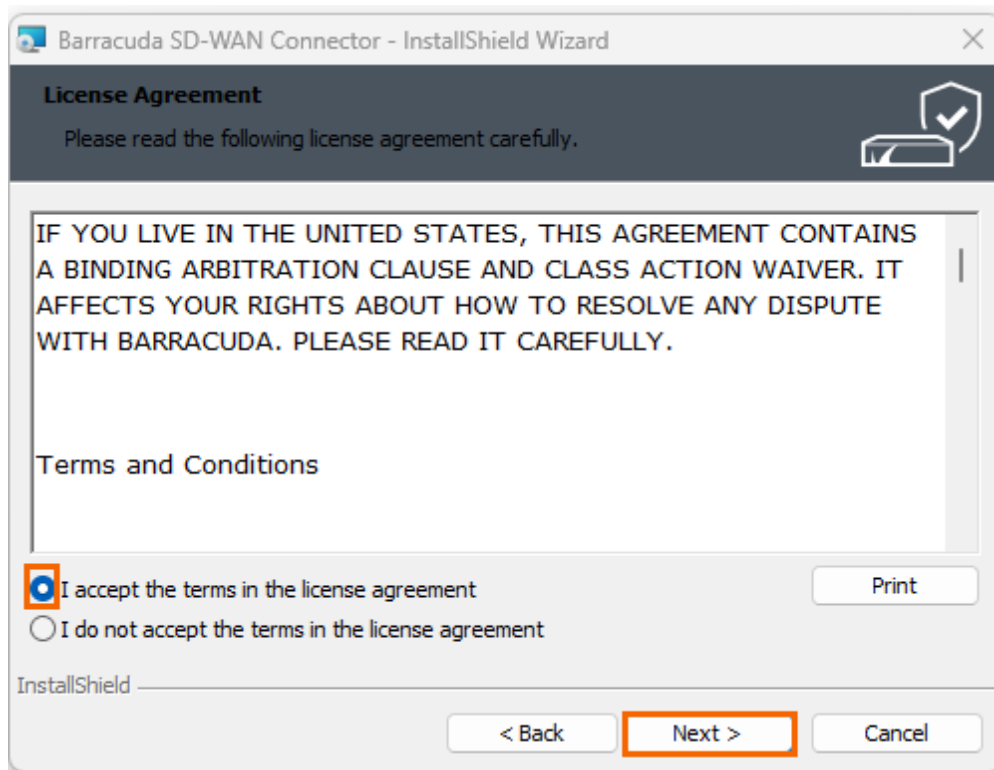 Barracuda SD-WAN Connector - InstallShield Wizard
License Agreement
Please read the following license agreement carefully.
IF YOU LIVE IN THE UNITED STATES, THIS AGREEMENT CONTAINS
A BINDING ARBITRATION CLAUSE AND CLASS ACTION WAIVER. IT
AFFECTS YOUR RIGHTS ABOUT HOW TO RESOLVE ANY DISPUTE
WITH BARRACUDA. PLEASE READ IT CAREFULLY.
Terms and Conditions
I accept the terms in the license agreement
Print
I do not accept the terms in the license agreement
InstallShield
< Back
Next >
Cancel